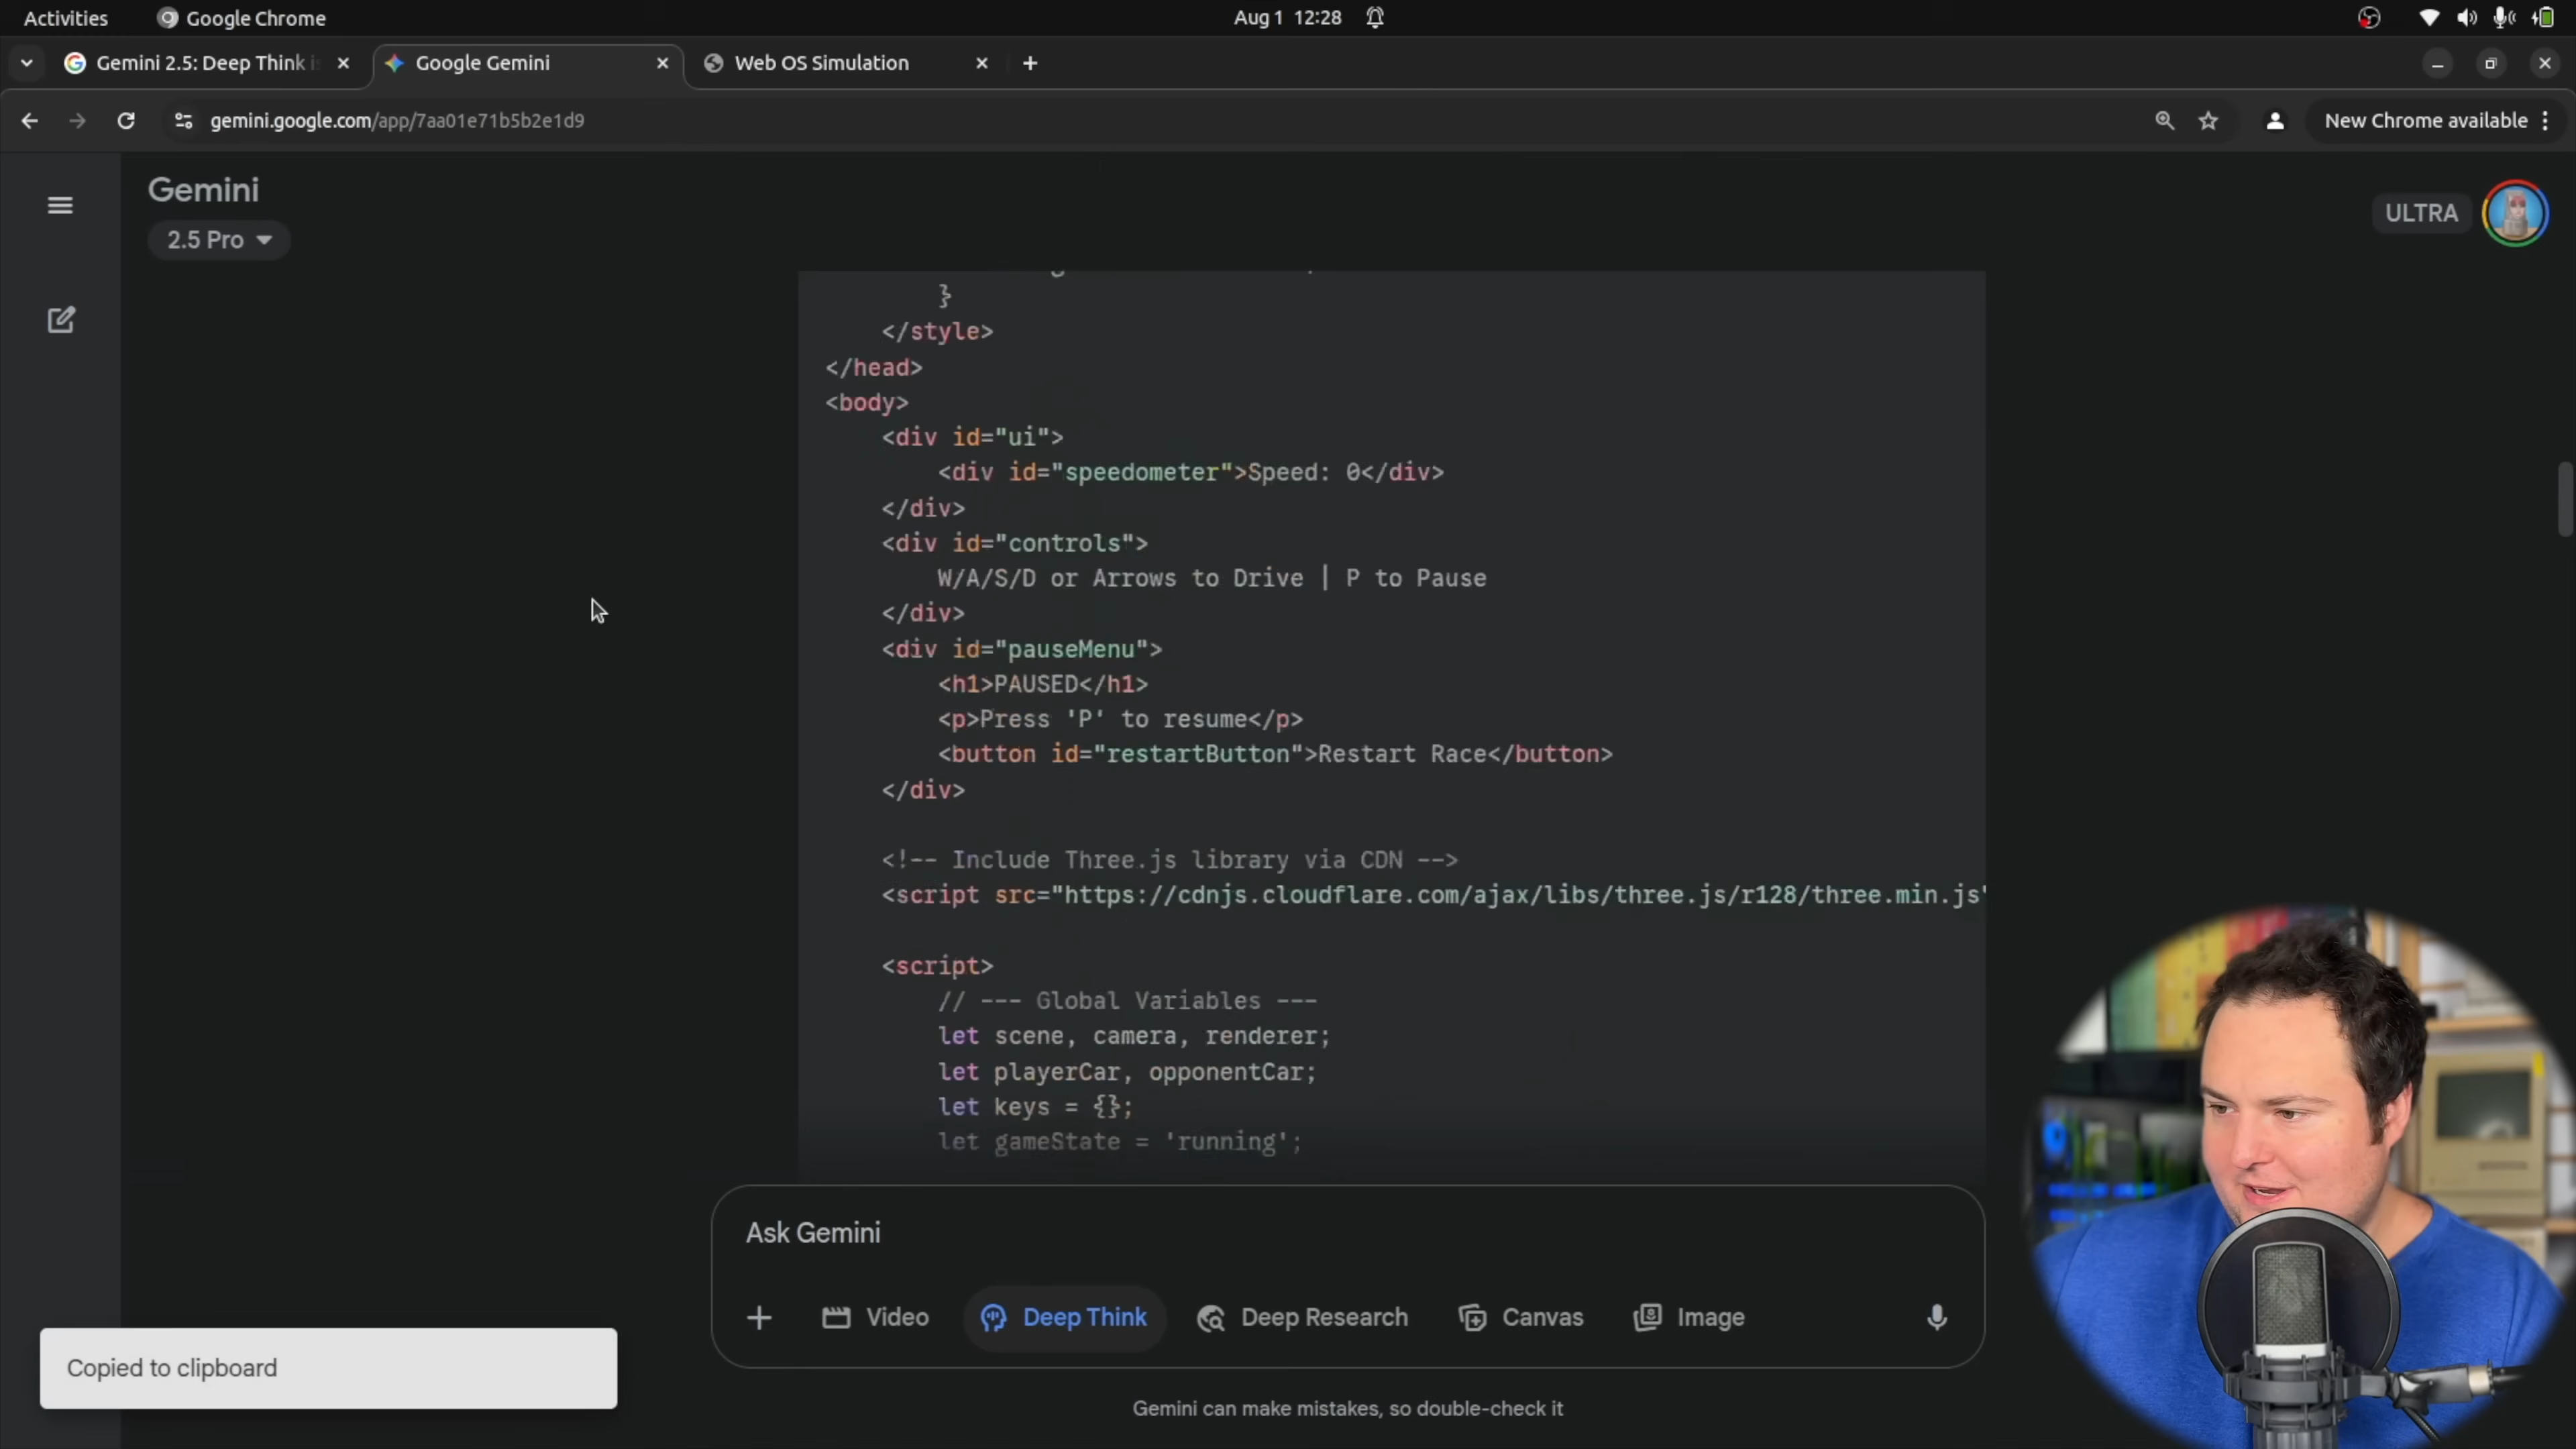 Activities
Google Chrome
Aug 1 12:28
Gemini 2.5: Deep Think i
Google Gemini
Web OS Simulation
gemini.google.com/app/7aa01e71b5b2e1d9
New Chrome available
Gemini
2.5 Pro
ULTRA
}
</style>
</head>
<body>
<div id="ui">
<div id="speedometer">Speed: 0</div>
</div>
<div id="controls">
W/A/S/D or Arrows to Drive | P to Pause
</div>
<div id="pauseMenu">
<h1>PAUSED</h1>
<p>Press 'P' to resume</p>
<button id="restartButton">Restart Race</button>
</div>
<!-- Include Three.js library via CDN -->
<script src="https://cdnjs.cloudflare.com/ajax/libs/three.js/r128/three.min.js"
<script>
// --- Global Variables ---
let scene, camera, renderer;
let playerCar, opponentCar;
let keys = {};
let gameState = 'running';
Ask Gemini
Video
Deep Think
Deep Research
Canvas
Image
Copied to clipboard
Gemini can make mistakes, so double-check it